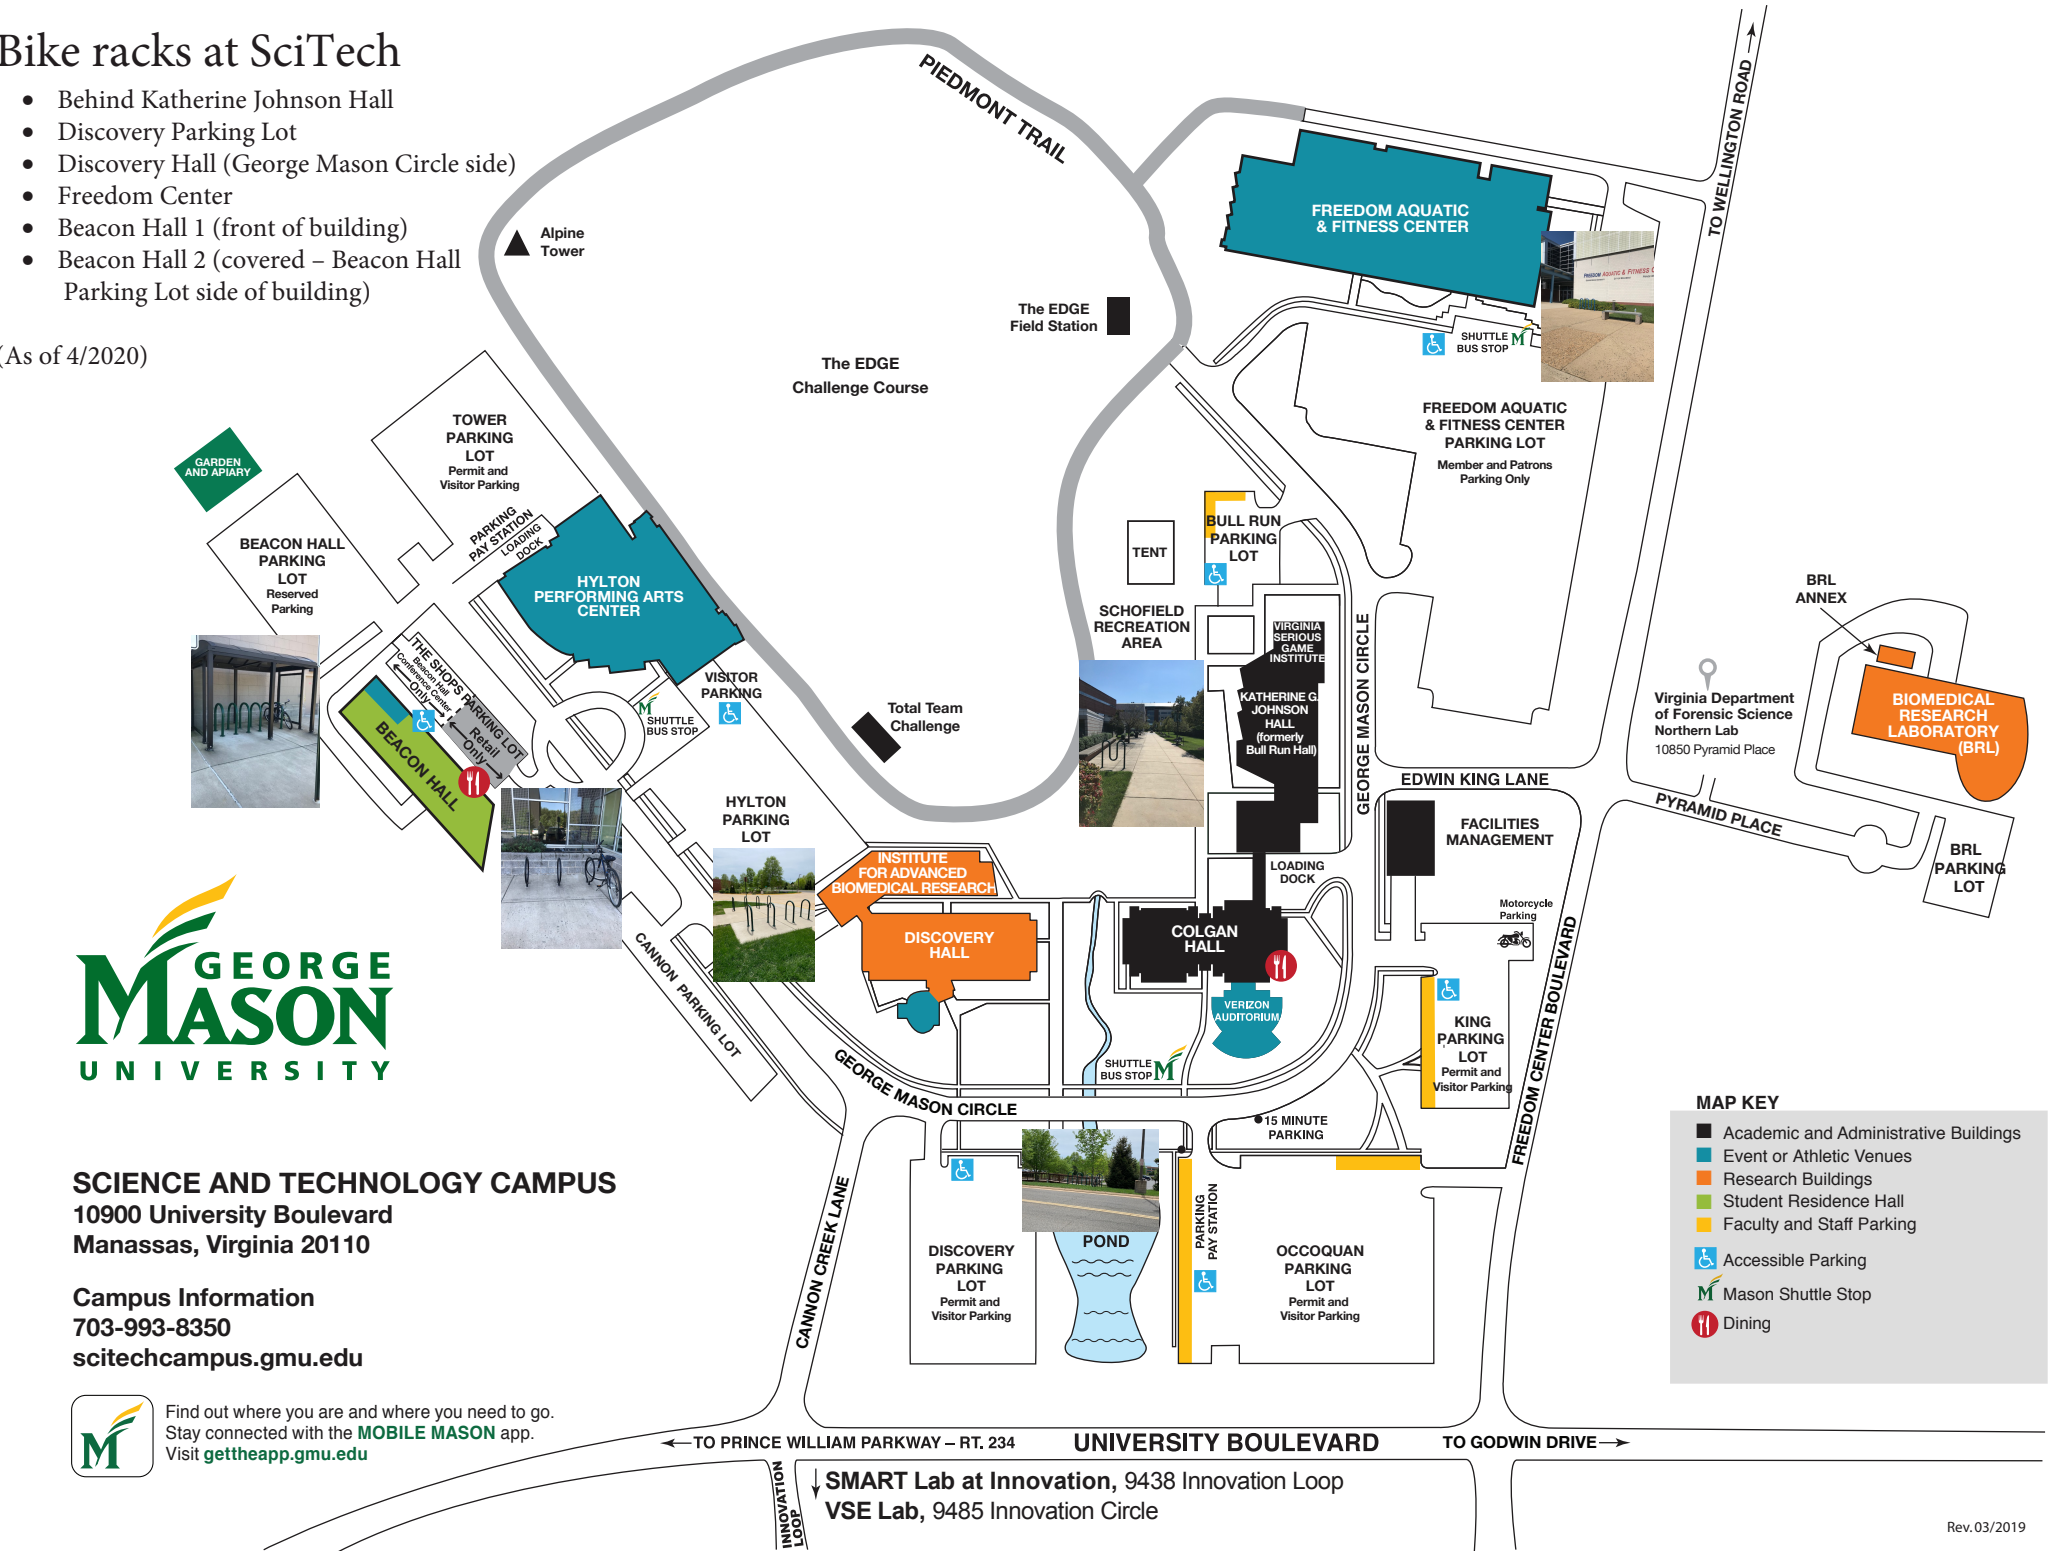 Bike racks at SciTech
• Behind Katherine Johnson Hall
• Discovery Parking Lot
• Discovery Hall (George Mason Circle side)
• Freedom Center
• Beacon Hall 1 (front of building)
• Beacon Hall 2 (covered – Beacon Hall
Parking Lot side of building)
(As of 4/2020)
PIEDMONT TRAIL
TO WELLINGTON ROAD
FREEDOM AQUATIC
& FITNESS CENTER
FREEDOM AQUATIC & FITNESS C
Alpine
Tower
The EDGE
Field Station
SHUTTLE
BUS STOP
The EDGE
Challenge Course
TOWER
PARKING
LOT
Permit and
Visitor Parking
FREEDOM AQUATIC
& FITNESS CENTER
PARKING LOT
Member and Patrons
Parking Only
GARDEN
AND APIARY
PARKING
PAY STATION
LOADING
DOCK
BEACON HALL
PARKING
LOT
Reserved
Parking
HYLTON
PERFORMING ARTS
CENTER
BULL RUN
PARKING
LOT
TENT
SCHOFIELD
RECREATION
AREA
VIRGINIA
SERIOUS
GAME
INSTITUTE
GEORGE MASON CIRCLE
BRL
ANNEX
THE SHOPS PARKING LOT
Beacon Hall
Conference Center
Only
Retail
Only
BEACON HALL
VISITOR
PARKING
SHUTTLE
BUS STOP
Total Team
Challenge
KATHERINE G.
JOHNSON
HALL
(formerly
Bull Run Hall)
Virginia Department
of Forensic Science
Northern Lab
10850 Pyramid Place
BIOMEDICAL
RESEARCH
LABORATORY
(BRL)
EDWIN KING LANE
PYRAMID PLACE
HYLTON
PARKING
LOT
FACILITIES
MANAGEMENT
BRL
PARKING
LOT
INSTITUTE
FOR ADVANCED
BIOMEDICAL RESEARCH
LOADING
DOCK
Motorcycle
Parking
DISCOVERY
HALL
COLGAN
HALL
CANNON PARKING LOT
VERIZON
AUDITORIUM
KING
PARKING
LOT
Permit and
Visitor Parking
FREEDOM CENTER BOULEVARD
GEORGE
MASON
UNIVERSITY
SHUTTLE
BUS STOP
GEORGE MASON CIRCLE
15 MINUTE
PARKING
MAP KEY
Academic and Administrative Buildings
Event or Athletic Venues
Research Buildings
Student Residence Hall
Faculty and Staff Parking
Accessible Parking
M Mason Shuttle Stop
Dining
SCIENCE AND TECHNOLOGY CAMPUS
10900 University Boulevard
Manassas, Virginia 20110
CANNON CREEK LANE
PARKING
PAY STATION
POND
DISCOVERY
PARKING
LOT
Permit and
Visitor Parking
OCCOQUAN
PARKING
LOT
Permit and
Visitor Parking
Campus Information
703-993-8350
scitechcampus.gmu.edu
M
Find out where you are and where you need to go.
Stay connected with the MOBILE MASON app.
Visit gettheapp.gmu.edu
TO PRINCE WILLIAM PARKWAY – RT. 234
UNIVERSITY BOULEVARD
TO GODWIN DRIVE
INNOVATION
LOOP
SMART Lab at Innovation, 9438 Innovation Loop
VSE Lab, 9485 Innovation Circle
Rev. 03/2019